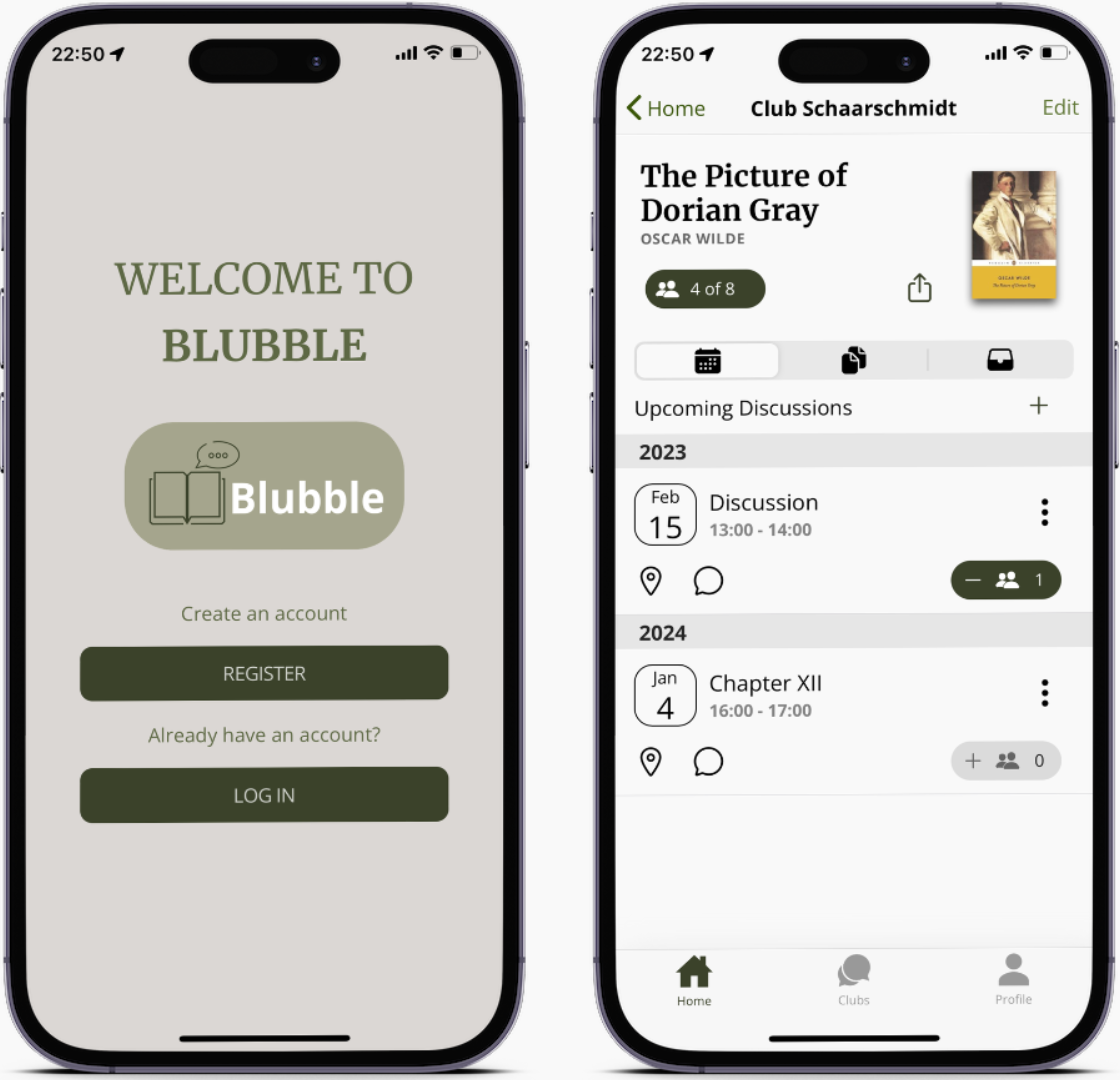 22:50
WELCOME TO
BLUBBLE
Blubble
Create an account
REGISTER
Already have an account?
LOG IN
22:50
Home Club Schaarschmidt Edit
The Picture of
Dorian Gray
OSCAR WILDE
OSCAR WILDE
The Picture of Dorian Gray
4 of 8
Upcoming Discussions
2023
Feb
15
Discussion
13:00 - 14:00
1
2024
Jan
4
Chapter XII
16:00 - 17:00
0
Home Clubs Profile